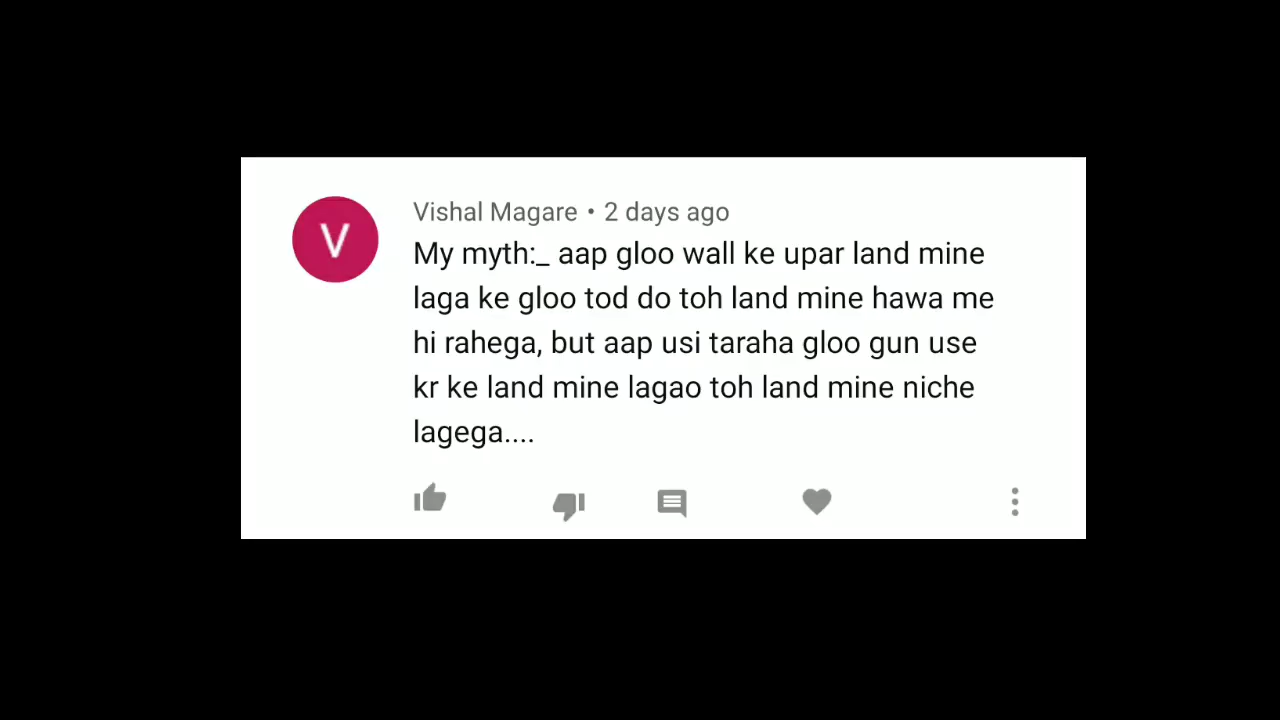 V
Vishal Magare • 2 days ago
My myth:_ aap gloo wall ke upar land mine
laga ke gloo tod do toh land mine hawa me
hi rahega, but aap usi taraha gloo gun use
kr ke land mine lagao toh land mine niche
lagega....